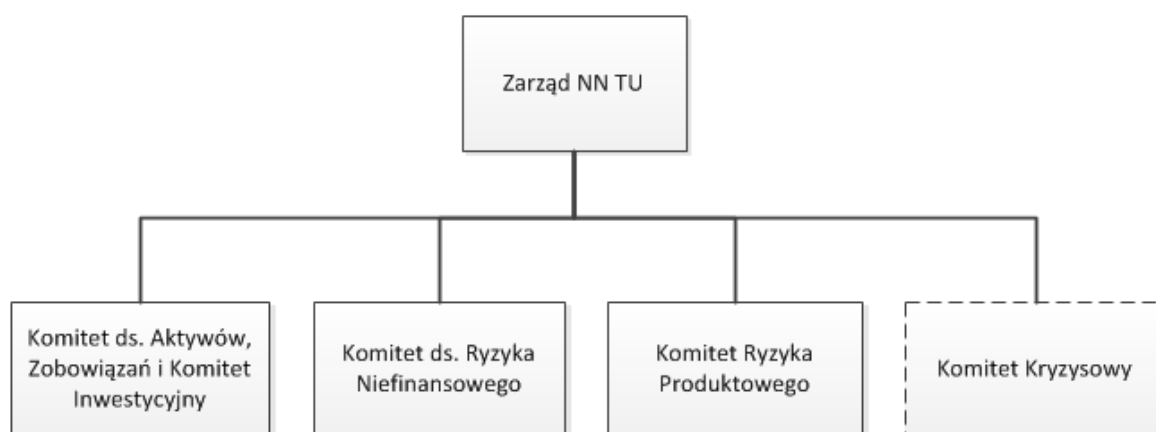 Zarząd NN TU
Komitet ds. Aktywów,
Zobowiązań i Komitet
Inwestycyjny
Komitet ds. Ryzyka
Niefinansowego
Komitet Ryzyka
Produktowego
Komitet Kryzysowy